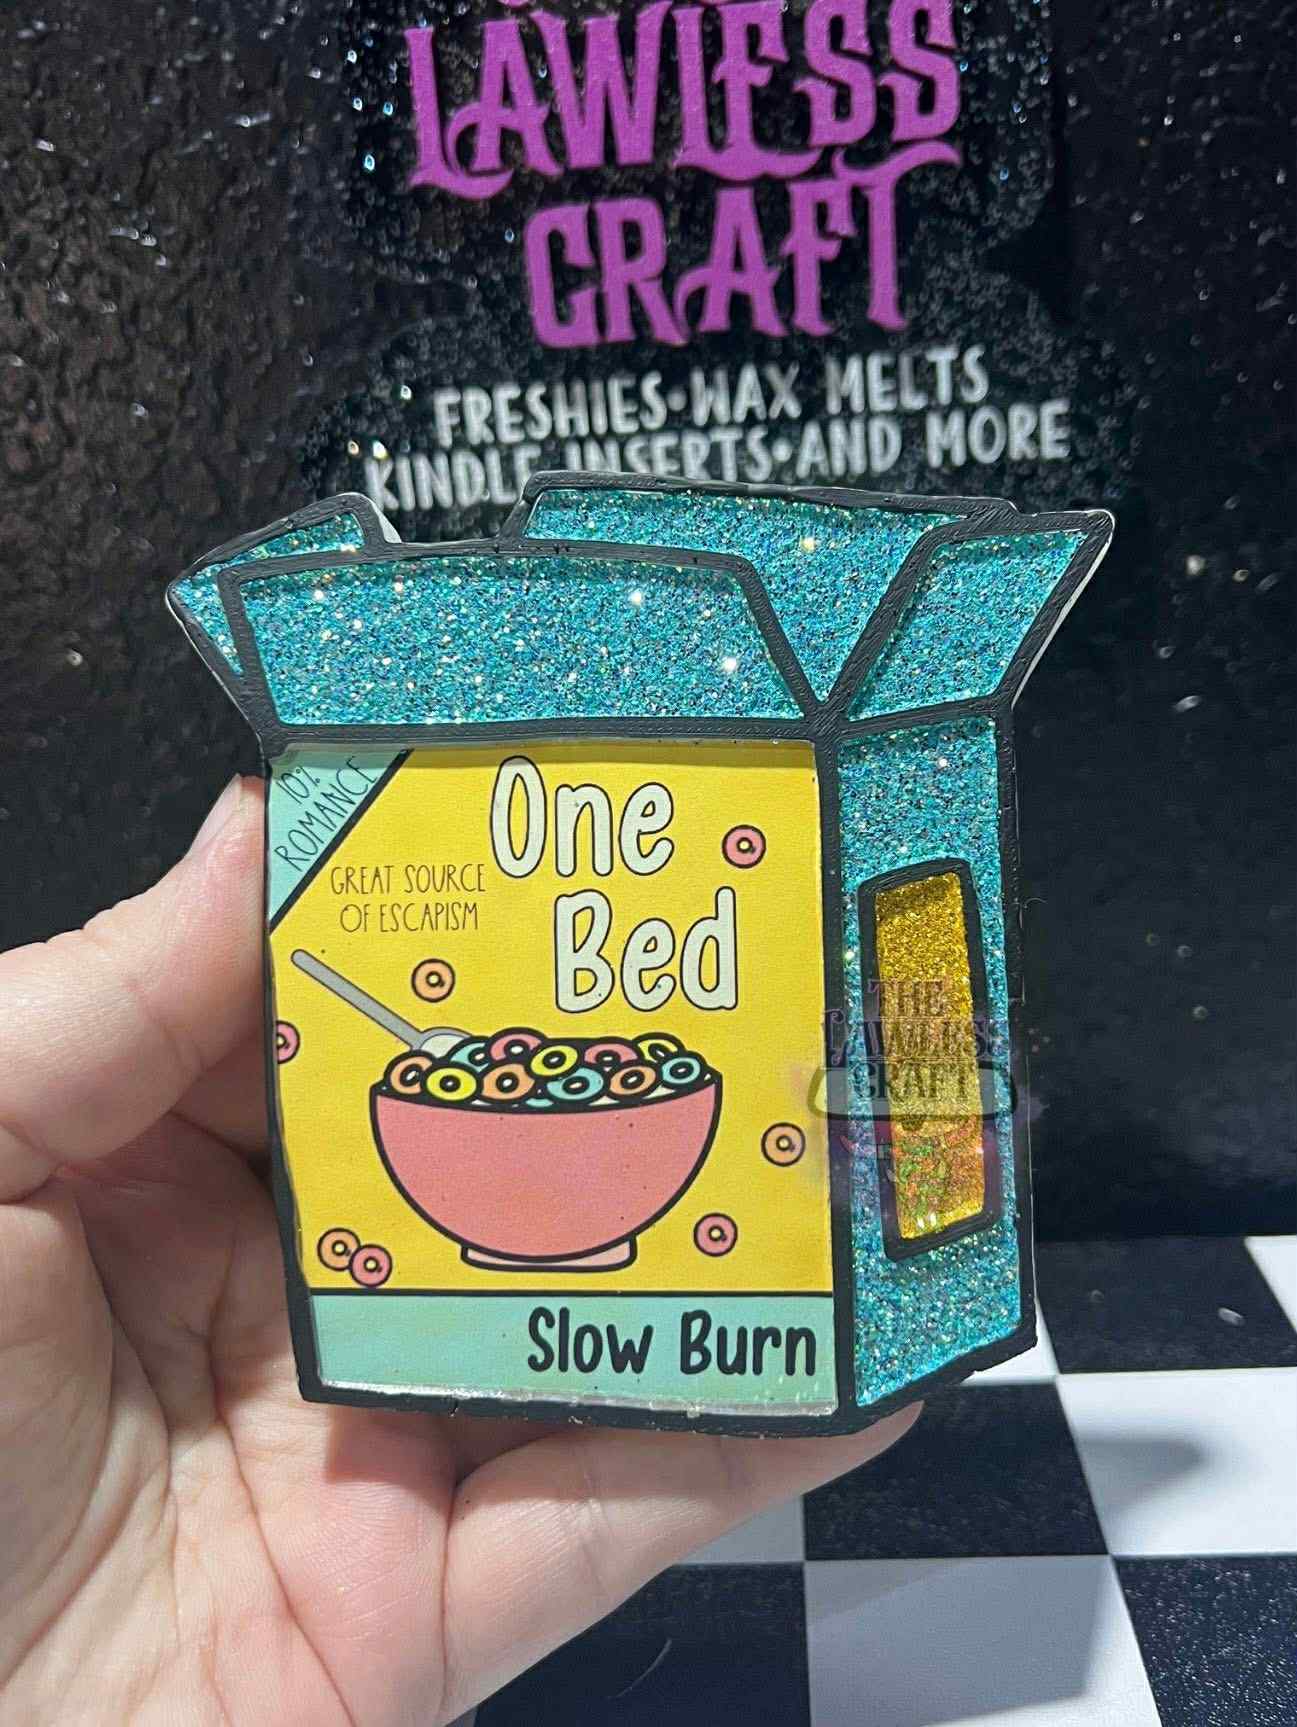 LAWLESS
CRAFT
FRESHIES•WAX MELTS
KINDLE INSERTS•AND MORE
10%
ROMANCE
GREAT SOURCE
OF ESCAPISM
One
Bed
Slow Burn
THE
LAWLESS
CRAFT